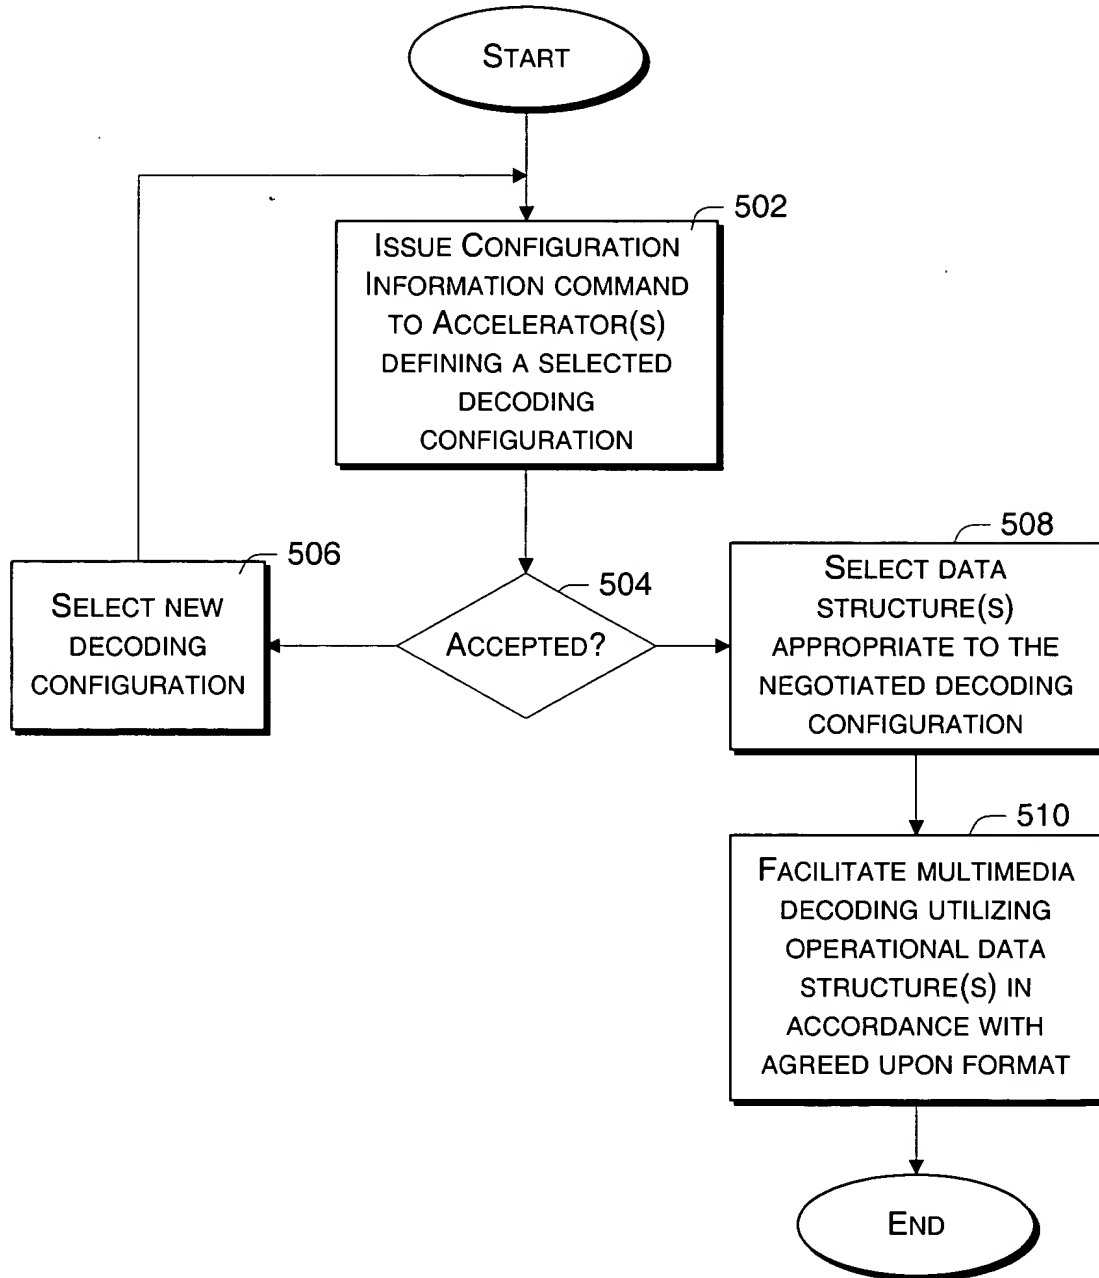 START
502
ISSUE CONFIGURATION
INFORMATION COMMAND
TO ACCELERATOR(S)
DEFINING A SELECTED
DECODING
CONFIGURATION
504
ACCEPTED?
506
SELECT NEW
DECODING
CONFIGURATION
508
SELECT DATA
STRUCTURE(S)
APPROPRIATE TO THE
NEGOTIATED DECODING
CONFIGURATION
510
FACILITATE MULTIMEDIA
DECODING UTILIZING
OPERATIONAL DATA
STRUCTURE(S) IN
ACCORDANCE WITH
AGREED UPON FORMAT
END